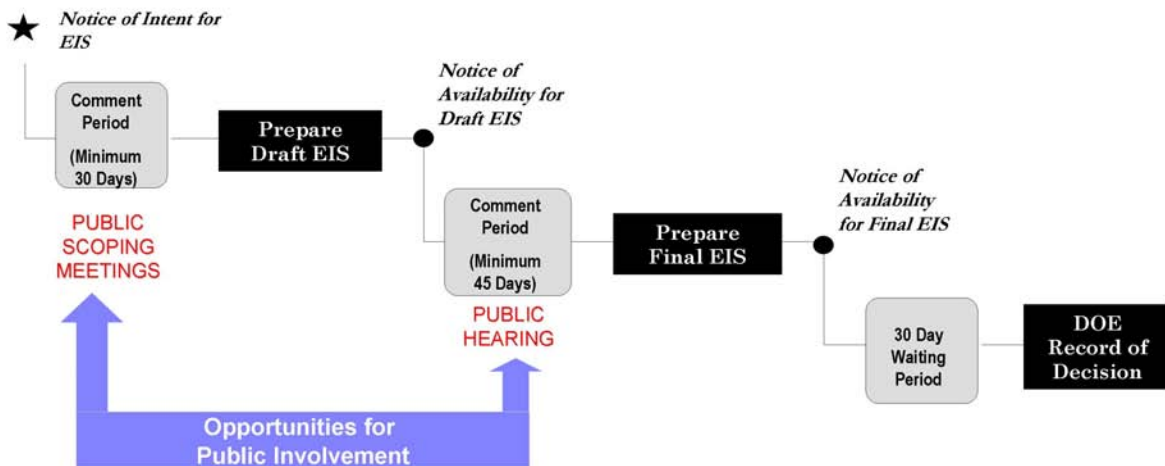 Notice of Intent for
EIS
Comment
Period
(Minimum
30 Days)
PUBLIC
SCOPING
MEETINGS
Prepare
Draft EIS
Notice of
Availability for
Draft EIS
Comment
Period
(Minimum
45 Days)
PUBLIC
HEARING
Prepare
Final EIS
Notice of
Availability
for Final EIS
30 Day
Waiting
Period
DOE
Record of
Decision
Opportunities for
Public Involvement